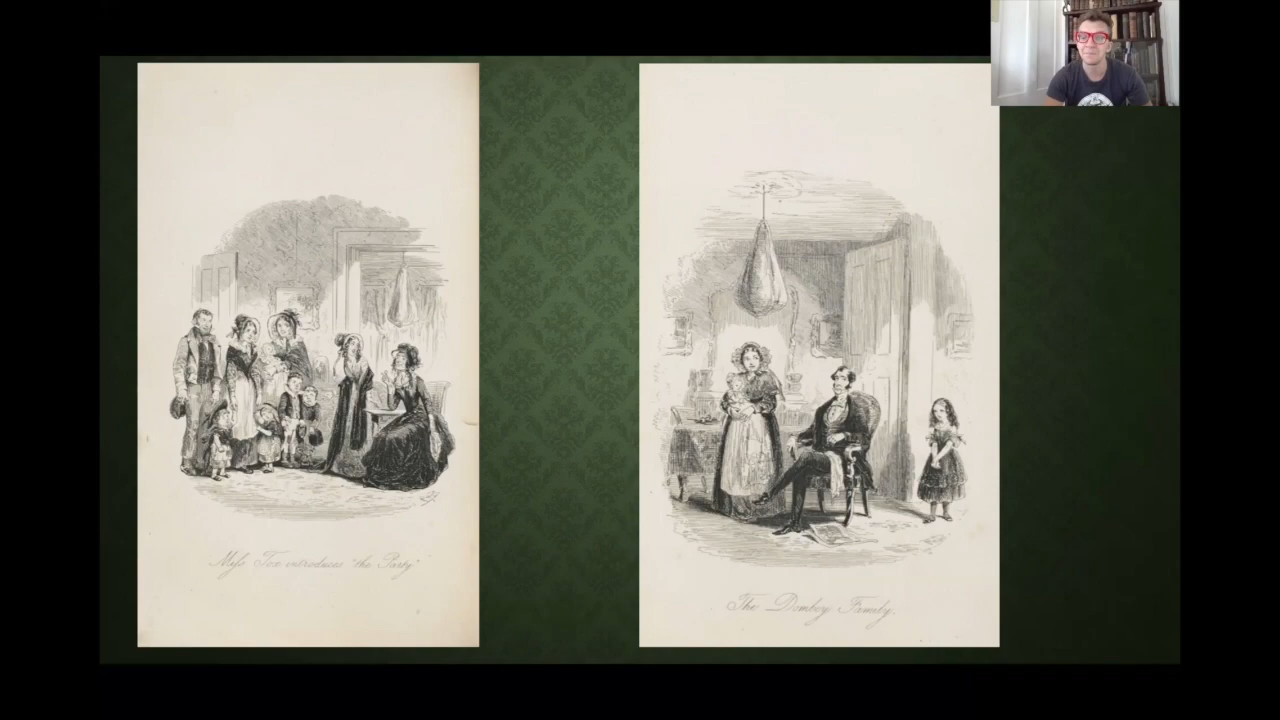 Miss Tox introduces "the Party"
The Dombey Family.